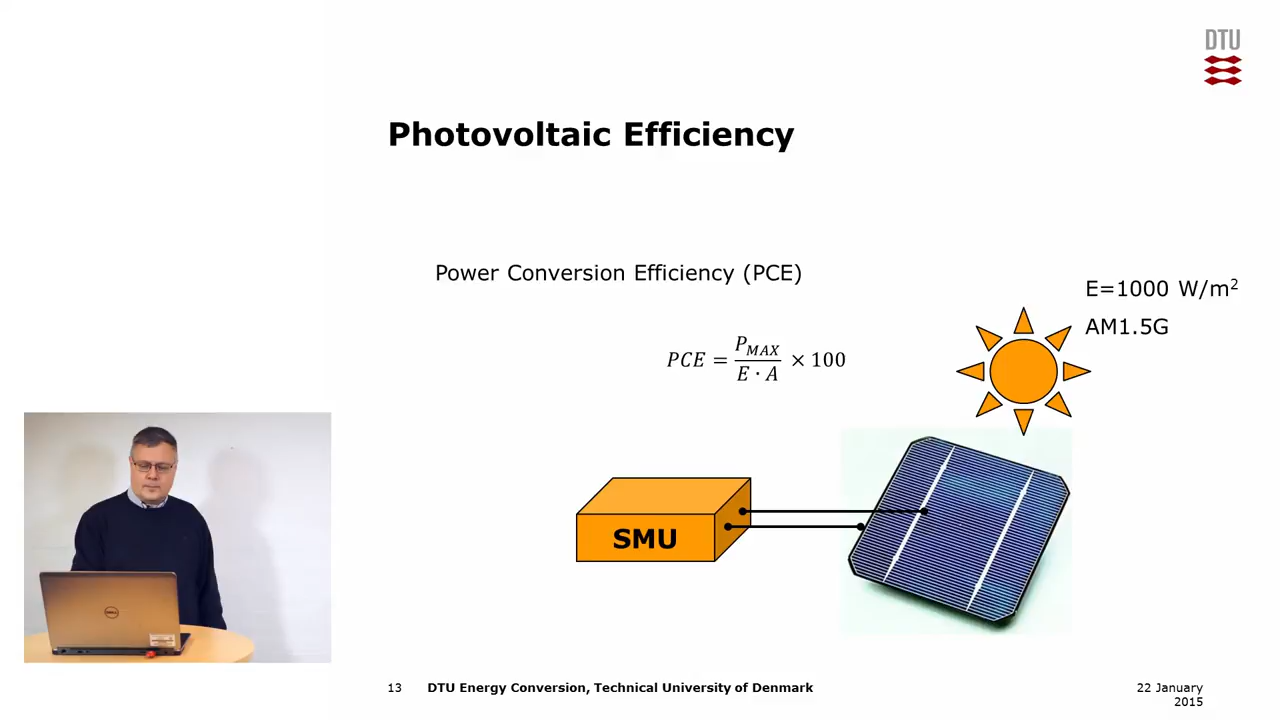 DTU
Photovoltaic Efficiency
Power Conversion Efficiency (PCE)
E=1000 W/m²
AM1.5G
PCE = P_MAX / E · A × 100
SMU
DELL
13 DTU Energy Conversion, Technical University of Denmark 22 January
2015